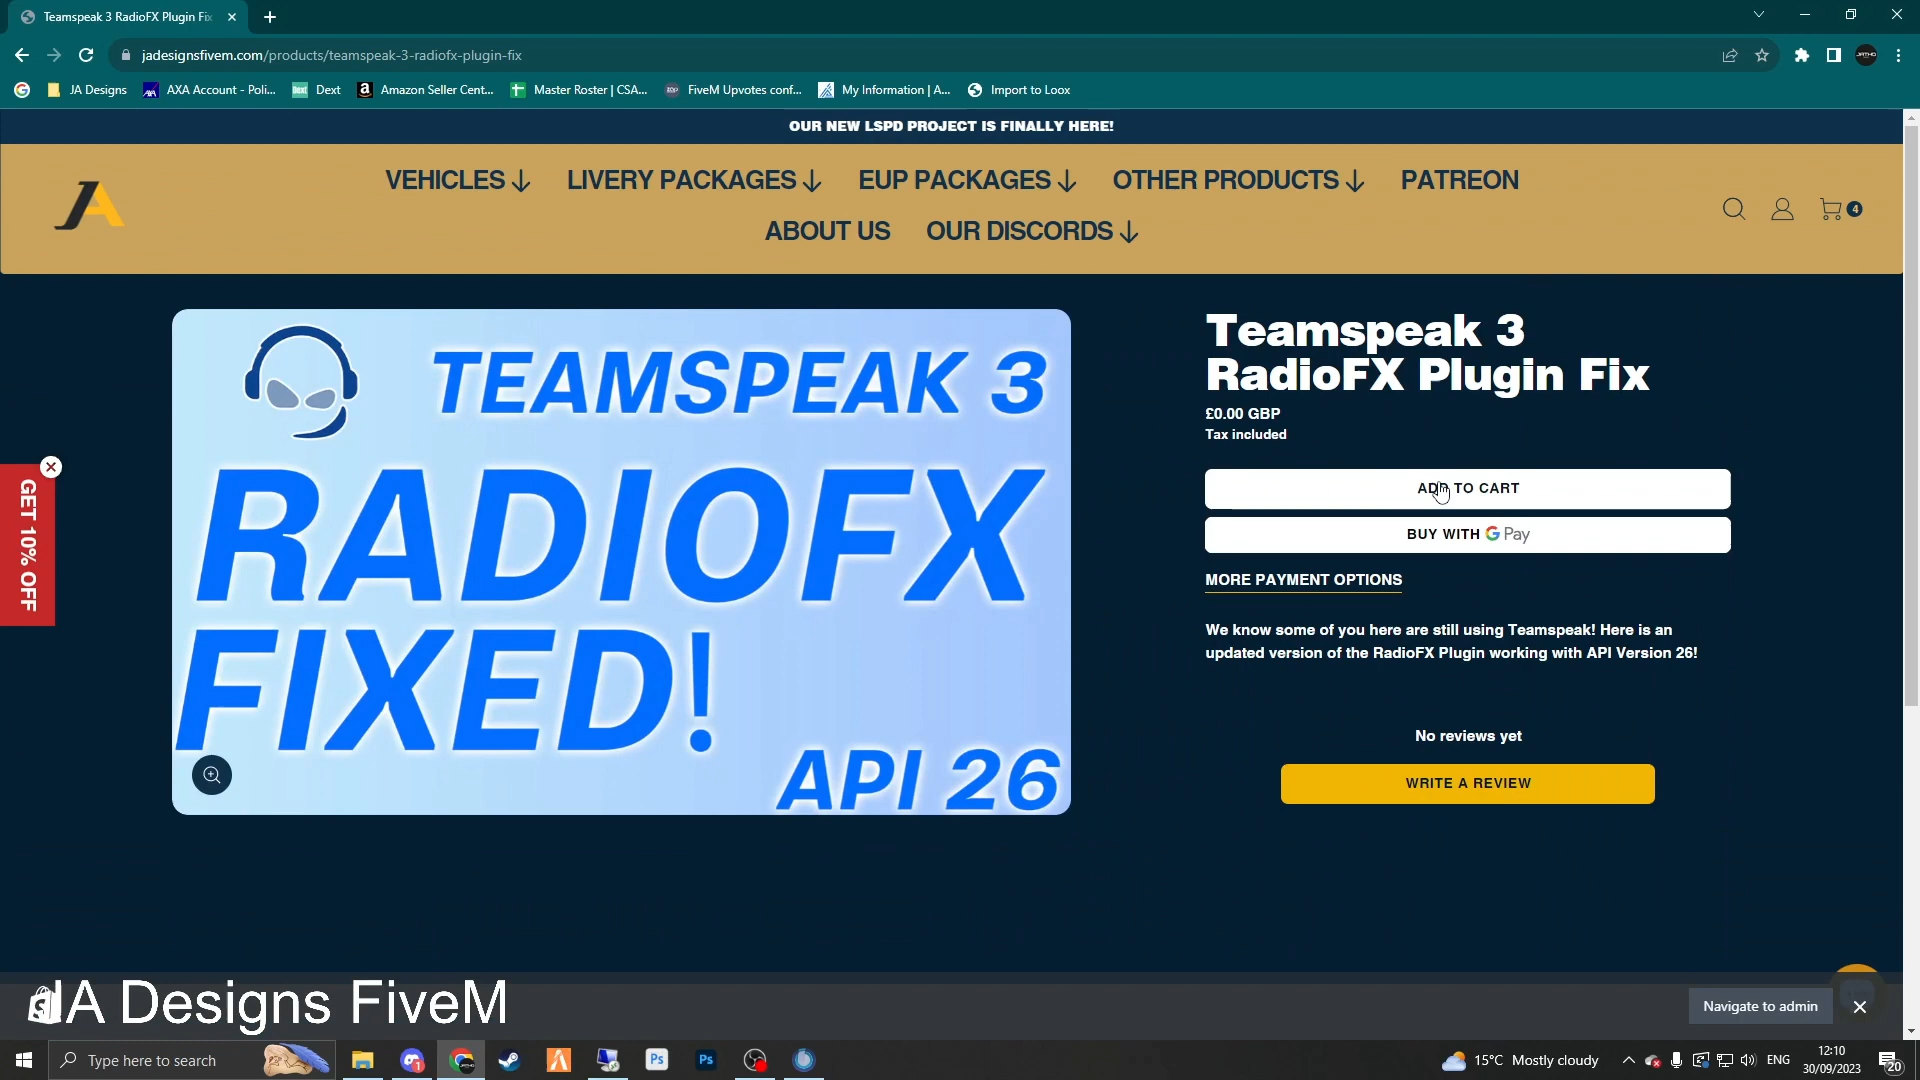 Teamspeak 3 RadioFX Plugin Fix
jadesignsfivem.com/products/teamspeak-3-radiofx-plugin-fix
JA Designs
AXA Account - Poli...
Dext
Amazon Seller Cent...
Master Roster | CSA...
FiveM Upvotes conf...
My Information | A...
Import to Loox
OUR NEW LSPD PROJECT IS FINALLY HERE!
VEHICLES
LIVERY PACKAGES
EUP PACKAGES
OTHER PRODUCTS
PATREON
ABOUT US
OUR DISCORDS
4
TEAMSPEAK 3
RADIOFX
FIXED!
API 26
GET 10% OFF
Teamspeak 3
RadioFX Plugin Fix
£0.00 GBP
Tax included
ADD TO CART
BUY WITH G Pay
MORE PAYMENT OPTIONS
We know some of you here are still using Teamspeak! Here is an
updated version of the RadioFX Plugin working with API Version 26!
No reviews yet
WRITE A REVIEW
JA Designs FiveM
Navigate to admin
Type here to search
Ps
Ps
15°C Mostly cloudy
ENG
12:10
30/09/2023
20